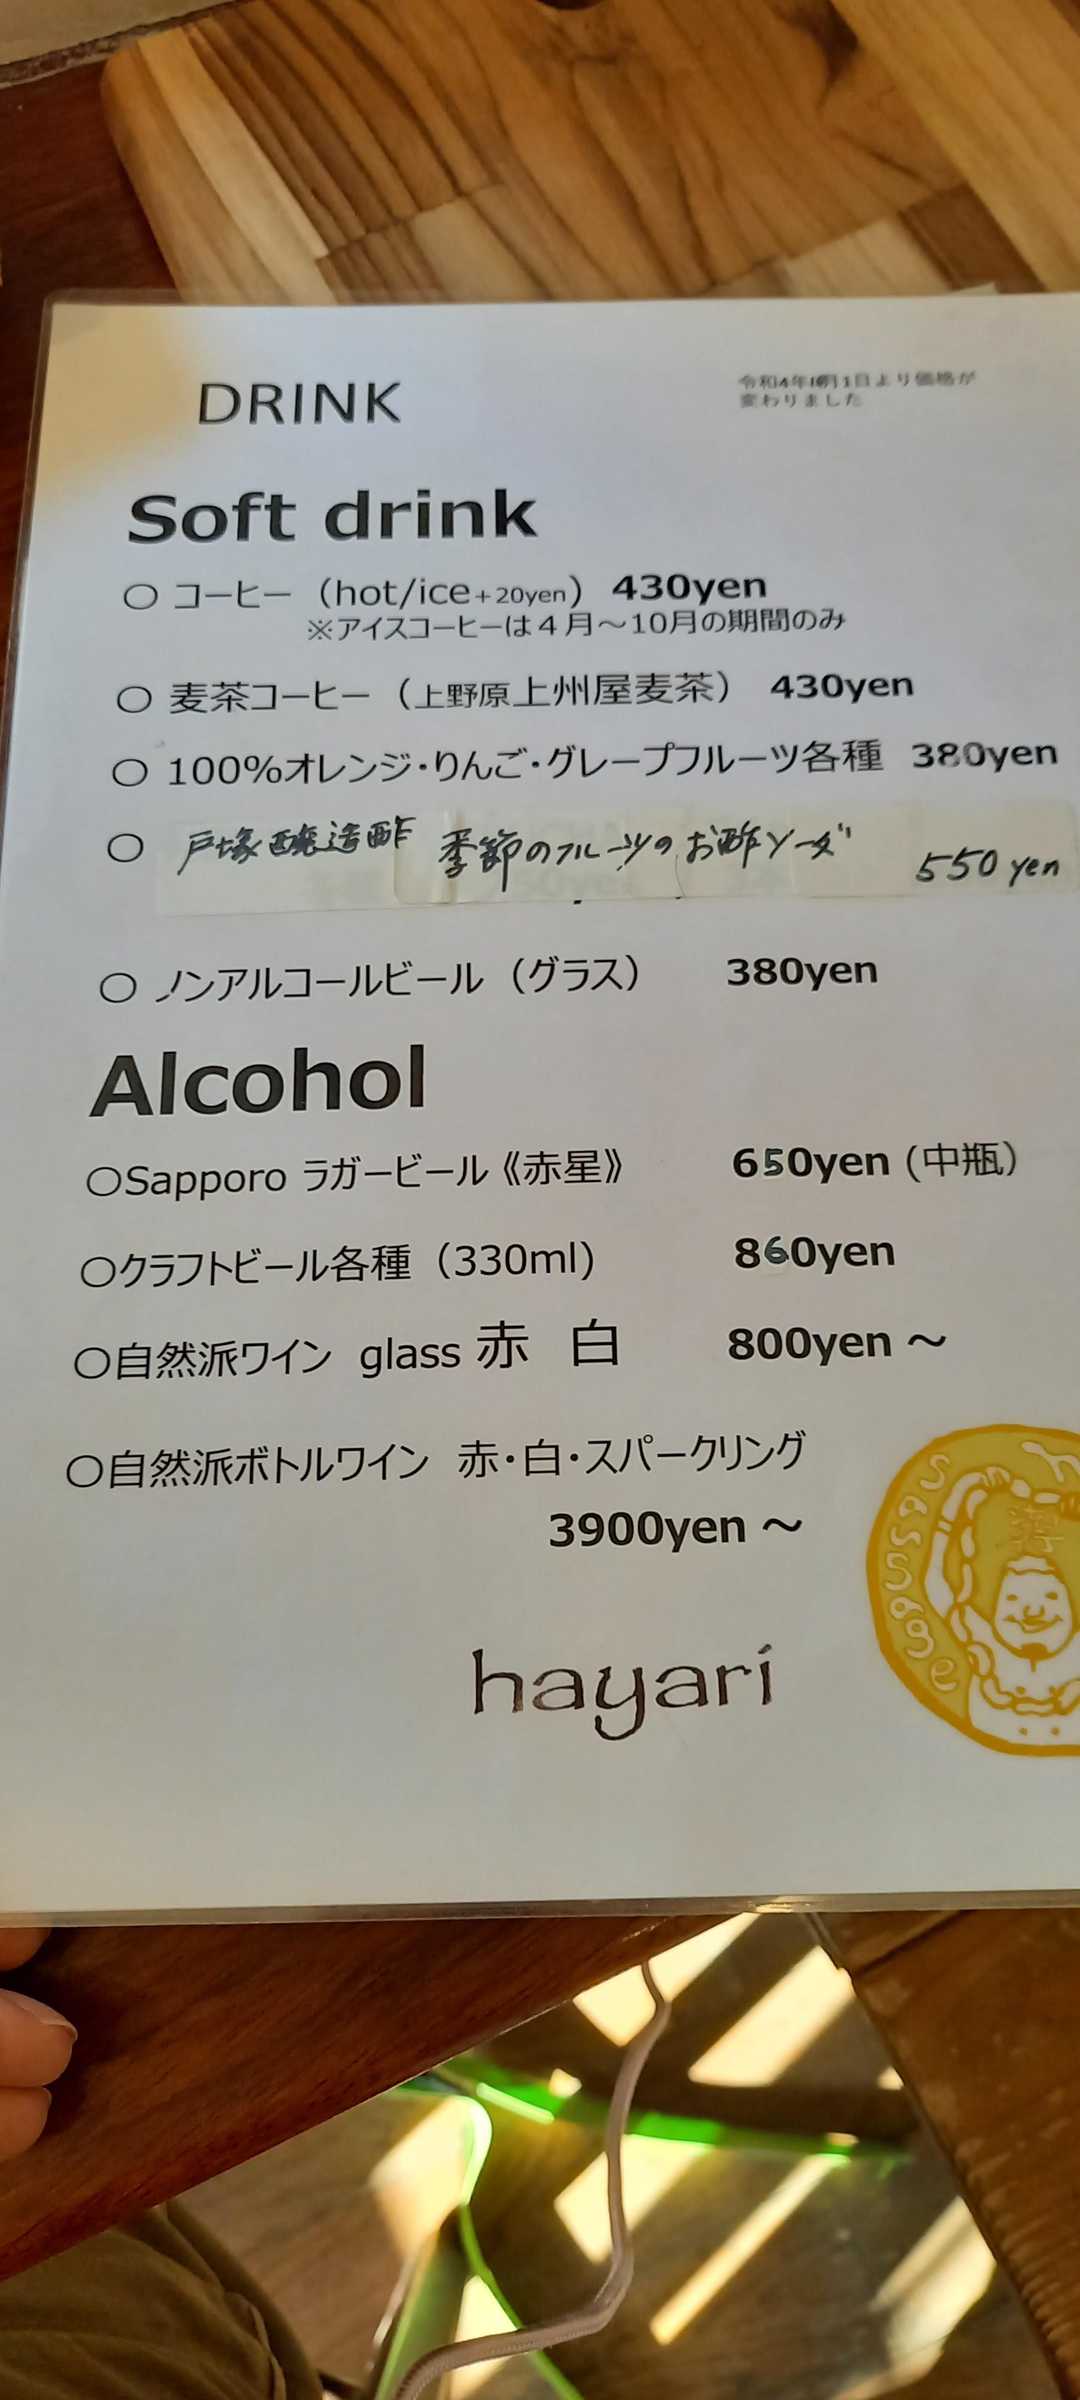 DRINK
令和4年10月1日より価格が
変わりました
Soft drink
○ コーヒー（hot/ice+20yen） 430yen
※アイスコーヒーは４月～10月の期間のみ
○ 麦茶コーヒー（上野原上州屋麦茶） 430yen
○ 100%オレンジ・りんご・グレープフルーツ各種 380yen
○ 戸塚醸造酢 季節のフルーツのお酢ソーダ 550 yen
○ ノンアルコールビール（グラス） 380yen
Alcohol
○Sapporo ラガービール《赤星》 650yen (中瓶)
○クラフトビール各種（330ml) 860yen
○自然派ワイン glass 赤 白 800yen ～
○自然派ボトルワイン 赤・白・スパークリング
3900yen ～
hayari